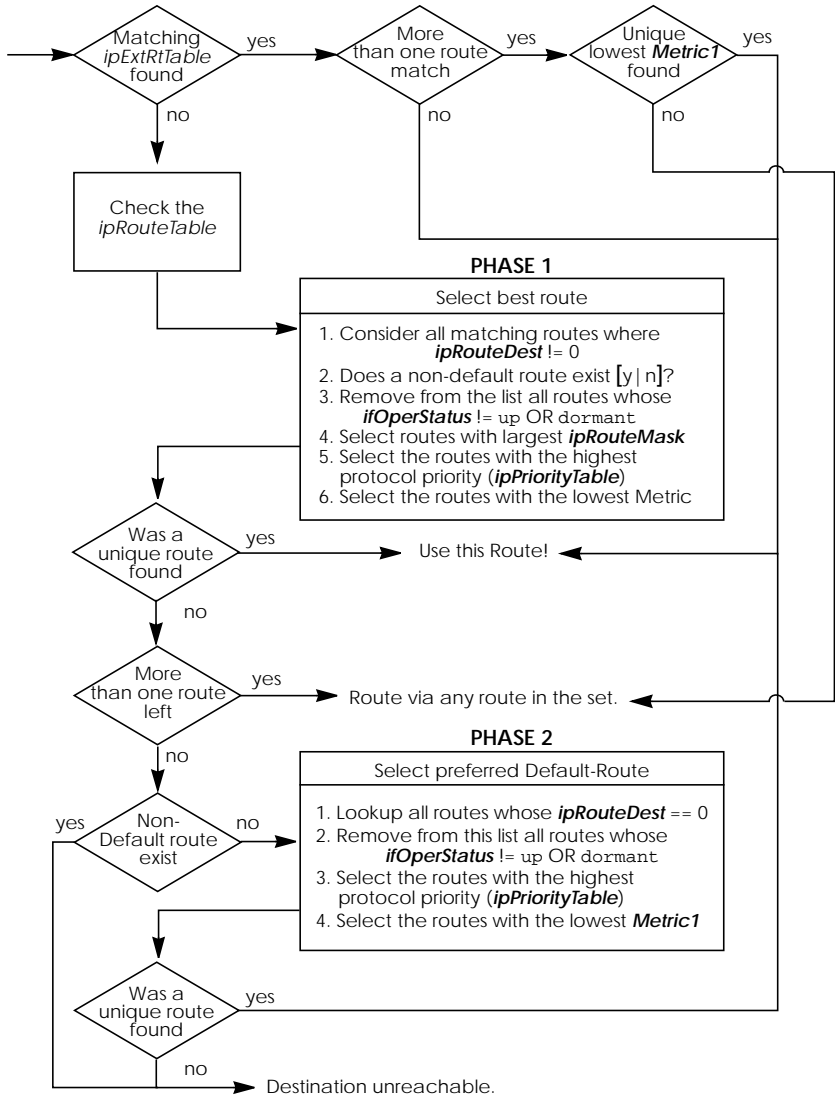 Matching
ipExtRtTable
found
yes
no
More
than one route
match
yes
no
Unique
lowest Metric1
found
yes
no
Check the
ipRouteTable
PHASE 1
Select best route
1. Consider all matching routes where
ipRouteDest != 0
2. Does a non-default route exist [y|n]?
3. Remove from the list all routes whose
ifOperStatus != up OR dormant
4. Select routes with largest ipRouteMask
5. Select the routes with the highest
protocol priority (ipPriorityTable)
6. Select the routes with the lowest Metric
Was a
unique route
found
yes
no
Use this Route!
More
than one route
left
yes
no
Route via any route in the set.
PHASE 2
Select preferred Default-Route
1. Lookup all routes whose ipRouteDest == 0
2. Remove from this list all routes whose
ifOperStatus != up OR dormant
3. Select the routes with the highest
protocol priority (ipPriorityTable)
4. Select the routes with the lowest Metric1
yes
Non-
Default route
exist
no
Was a
unique route
found
yes
no
Destination unreachable.